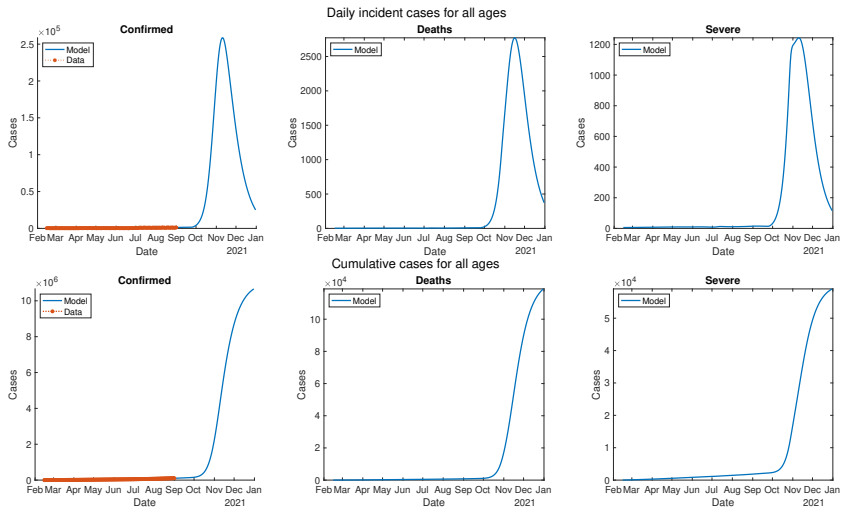 Daily incident cases for all ages
Confirmed
×10^5
2.5
2
1.5
1
0.5
0
Cases
Model
Data
Feb Mar Apr May Jun Jul Aug Sep Oct Nov Dec Jan
Date
2021
Deaths
2500
2000
1500
1000
500
0
Cases
Model
Feb Mar Apr May Jun Jul Aug Sep Oct Nov Dec Jan
Date
2021
Severe
1200
1000
800
600
400
200
0
Cases
Model
Feb Mar Apr May Jun Jul Aug Sep Oct Nov Dec Jan
Date
2021
Cumulative cases for all ages
Confirmed
×10^6
10
8
6
4
2
0
Cases
Model
Data
Feb Mar Apr May Jun Jul Aug Sep Oct Nov Dec Jan
Date
2021
Deaths
×10^4
10
8
6
4
2
0
Cases
Model
Feb Mar Apr May Jun Jul Aug Sep Oct Nov Dec Jan
Date
2021
Severe
×10^4
5
4
3
2
1
0
Cases
Model
Feb Mar Apr May Jun Jul Aug Sep Oct Nov Dec Jan
Date
2021